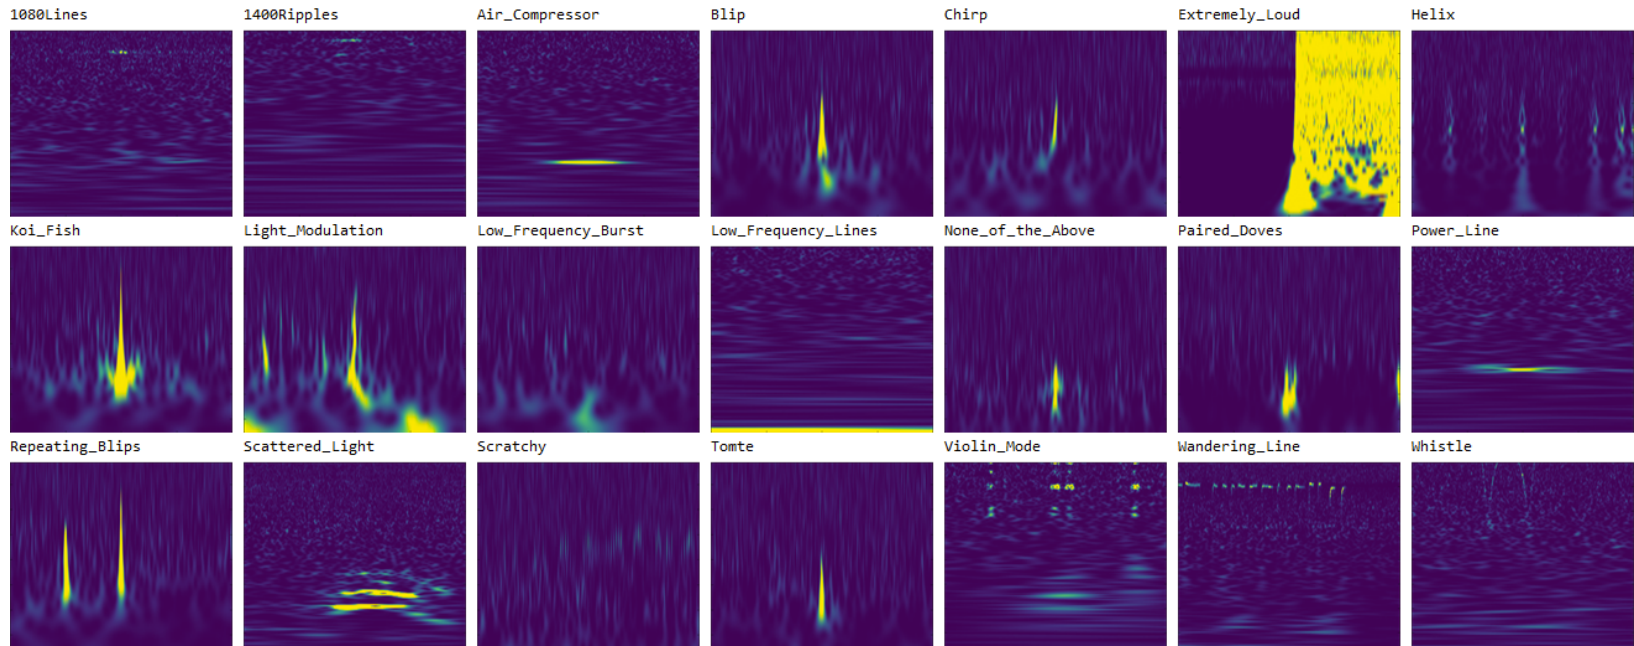 1080Lines
1400Ripples
Air_Compressor
Blip
Chirp
Extremely_Loud
Helix
Koi_Fish
Light_Modulation
Low_Frequency_Burst
Low_Frequency_Lines
None_of_the_Above
Paired_Doves
Power_Line
Repeating_Blips
Scattered_Light
Scratchy
Tomte
Violin_Mode
Wandering_Line
Whistle